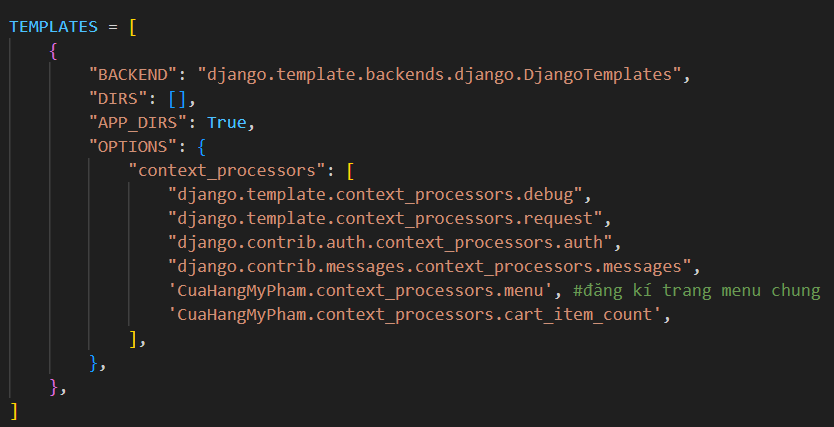 TEMPLATES = [
    {
        "BACKEND": "django.template.backends.django.DjangoTemplates",
        "DIRS": [],
        "APP_DIRS": True,
        "OPTIONS": {
            "context_processors": [
                "django.template.context_processors.debug",
                "django.template.context_processors.request",
                "django.contrib.auth.context_processors.auth",
                "django.contrib.messages.context_processors.messages",
                'CuaHangMyPham.context_processors.menu', #đăng kí trang menu chung
                'CuaHangMyPham.context_processors.cart_item_count',
            ],
        },
    },
]